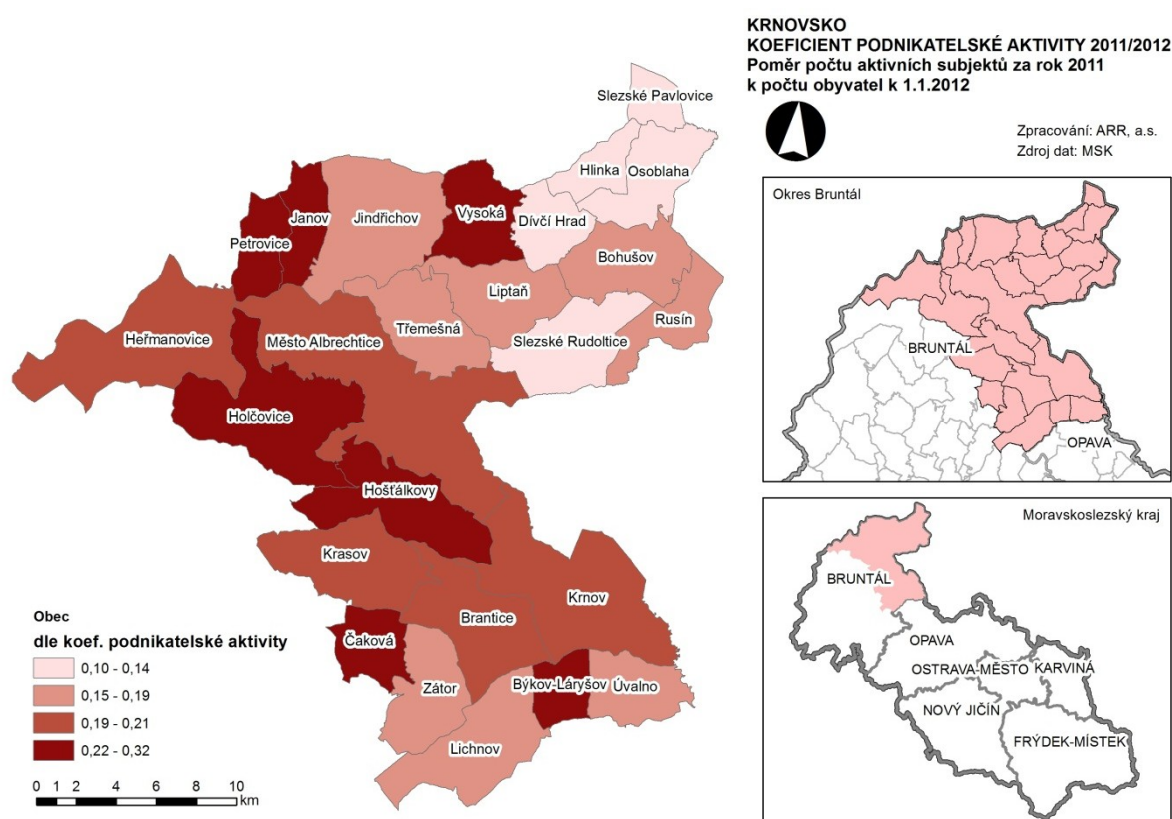 KRNOVSKO
KOEFICIENT PODNIKATELSKÉ AKTIVITY 2011/2012
Poměr počtu aktivních subjektů za rok 2011
k počtu obyvatel k 1.1.2012
Zpracování: ARR, a.s.
Zdroj dat: MSK
Slezské Pavlovice
Hlinka
Osoblaha
Dívčí Hrad
Vysoká
Jindřichov
Janov
Petrovice
Bohušov
Liptaň
Rusín
Třemešná
Slezské Rudoltice
Heřmanovice
Město Albrechtice
Holčovice
Hošťálkovy
Krasov
Krnov
Brantice
Čaková
Zátor
Býkov-Láryšov
Úvalno
Lichnov
Obec
dle koef. podnikatelské aktivity
0,10 - 0,14
0,15 - 0,19
0,19 - 0,21
0,22 - 0,32
0 1 2 4 6 8 10
km
Okres Bruntál
BRUNTÁL
OPAVA
Moravskoslezský kraj
BRUNTÁL
OPAVA
OSTRAVA-MĚSTO
KARVINÁ
NOVÝ JIČÍN
FRÝDEK-MÍSTEK